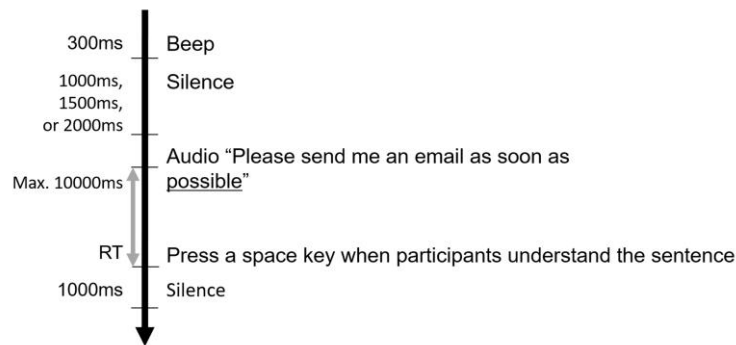 300ms Beep
1000ms, Silence
1500ms,
or 2000ms
Audio “Please send me an email as soon as
Max. 10000ms possible”
RT Press a space key when participants understand the sentence
1000ms Silence